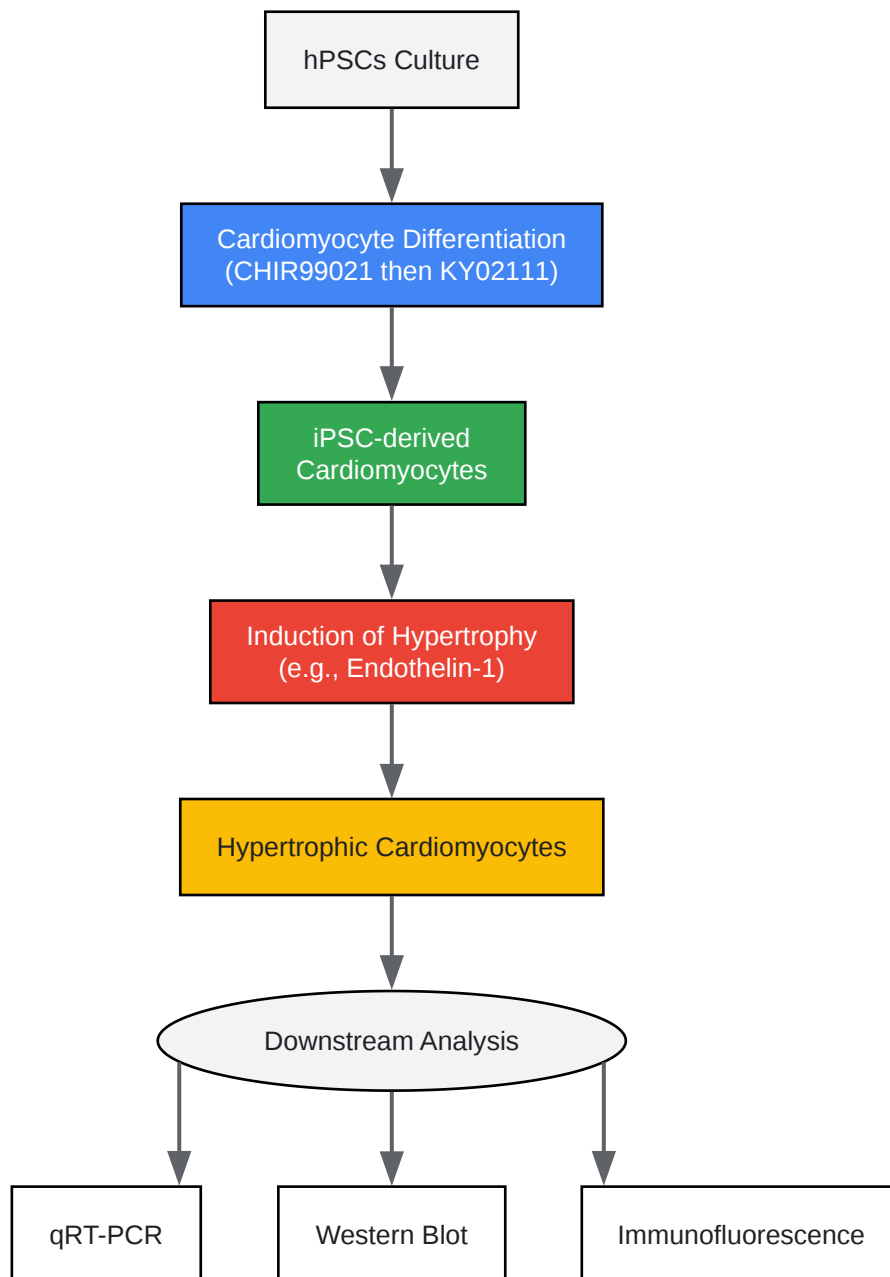 hPSCs Culture
Cardiomyocyte Differentiation
(CHIR99021 then KY02111)
iPSC-derived
Cardiomyocytes
Induction of Hypertrophy
(e.g., Endothelin-1)
Hypertrophic Cardiomyocytes
Downstream Analysis
qRT-PCR
Western Blot
Immunofluorescence